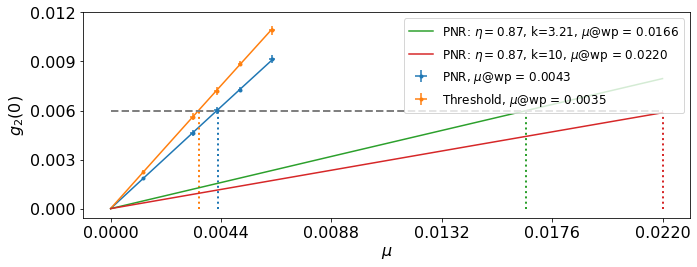 0.012
0.009
0.006
0.003
0.000
g₂(0)
PNR: η = 0.87, k=3.21, μ@wp = 0.0166
PNR: η = 0.87, k=10, μ@wp = 0.0220
PNR, μ@wp = 0.0043
Threshold, μ@wp = 0.0035
0.0000 0.0044 0.0088 0.0132 0.0176 0.0220
μ